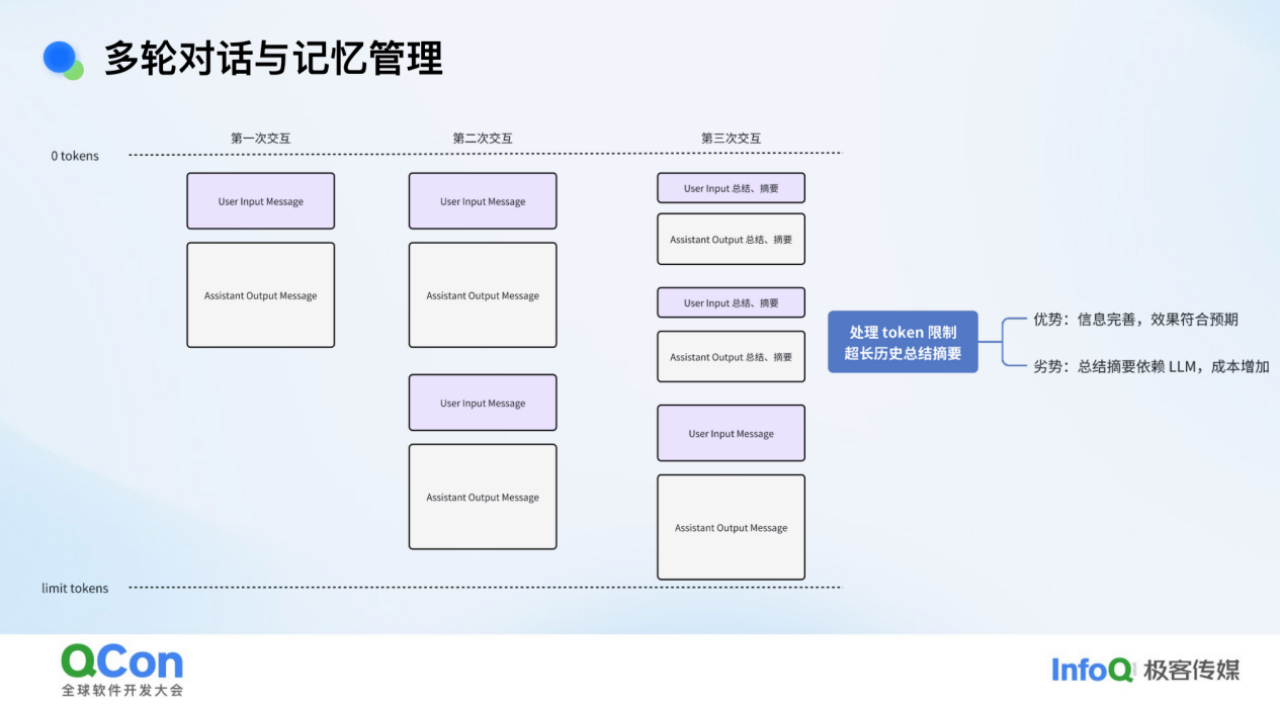 多轮对话与记忆管理
第一次交互
第二次交互
第三次交互
0 tokens
User Input Message
Assistant Output Message
User Input Message
Assistant Output Message
User Input Message
Assistant Output Message
User Input 总结、摘要
Assistant Output 总结、摘要
User Input 总结、摘要
Assistant Output 总结、摘要
User Input Message
Assistant Output Message
处理 token 限制
超长历史总结摘要
优势：信息完善，效果符合预期
劣势：总结摘要依赖 LLM，成本增加
limit tokens
QCon
全球软件开发大会
InfoQ 极客传媒